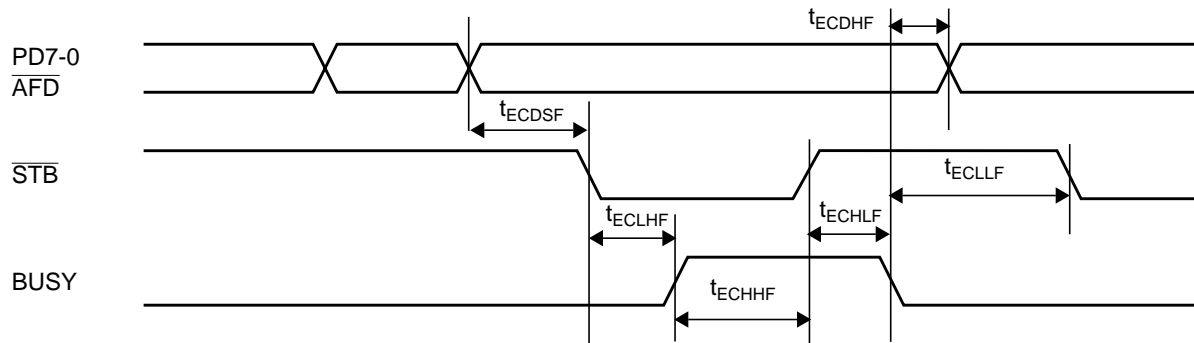 tECDHF
PD7-0
AFD
tECDSF
STB
tECLLF
tECLHF
tECHLF
BUSY
tECHHF